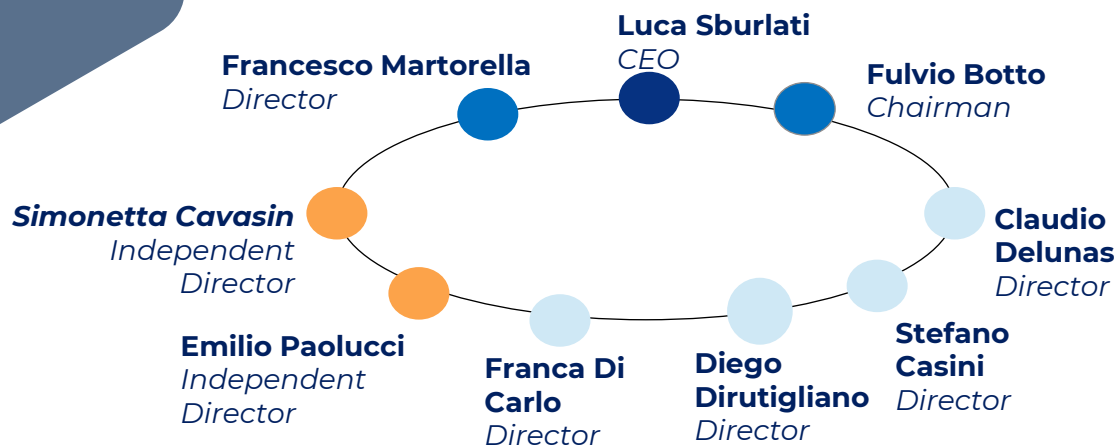 Luca Sburlati
CEO
Francesco Martorella
Director
Fulvio Botto
Chairman
Simonetta Cavasin
Independent
Director
Claudio
Delunas
Director
Emilio Paolucci
Independent
Director
Franca Di
Carlo
Director
Diego
Dirutigliano
Director
Stefano
Casini
Director